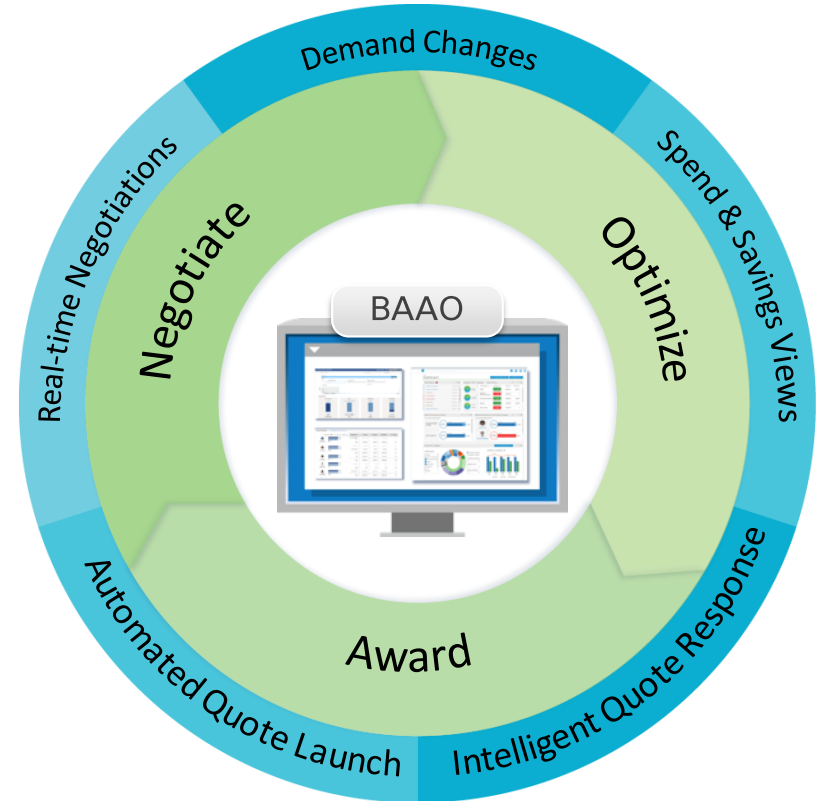 Demand Changes
Spend & Savings Views
Intelligent Quote Response
Automated Quote Launch
Real-time Negotiations
Negotiate
Optimize
Award
BAAO